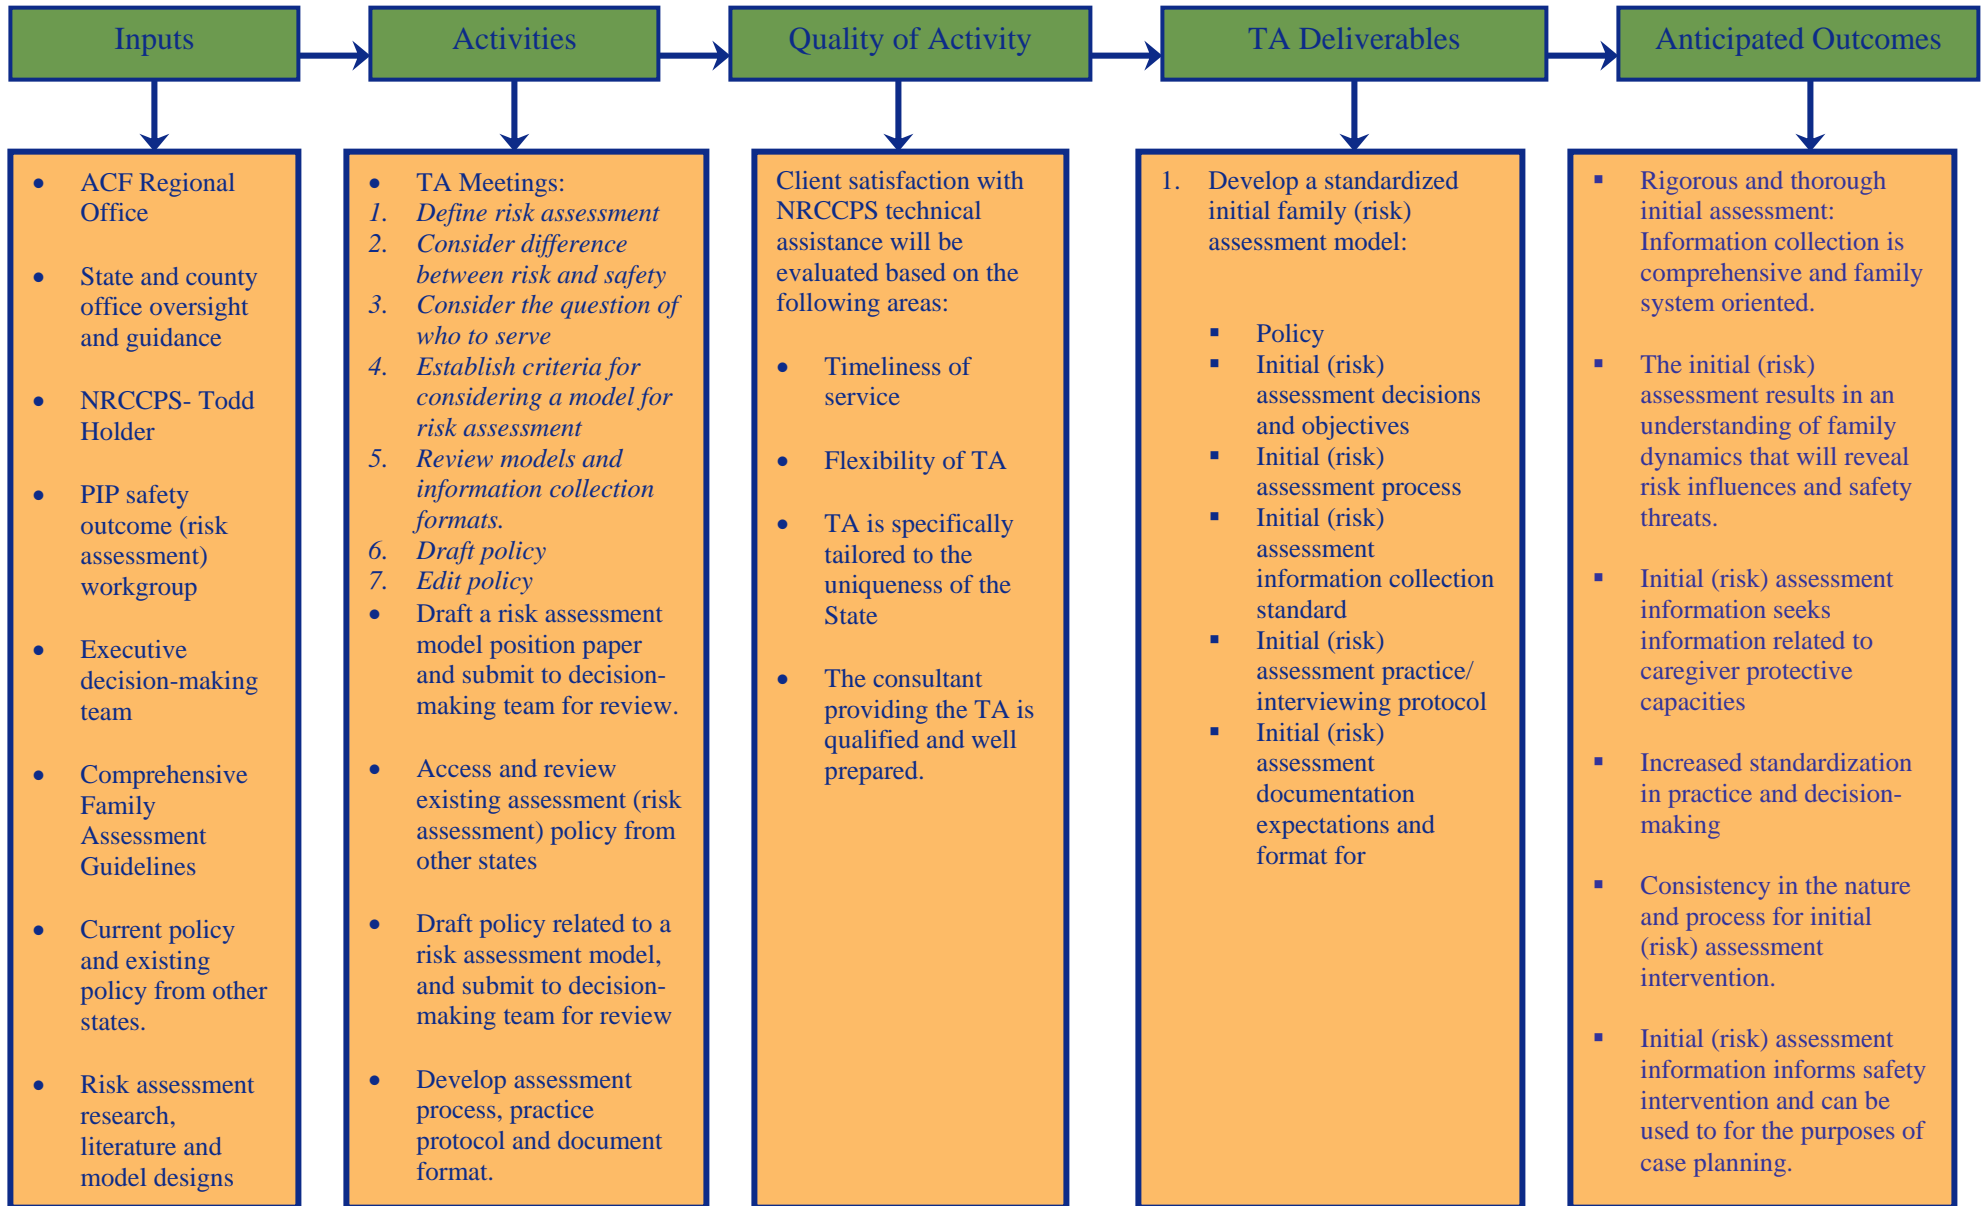 Inputs
Activities
Quality of Activity
TA Deliverables
Anticipated Outcomes
• ACF Regional
Office
• State and county
office oversight
and guidance
• NRCCPS- Todd
Holder
• PIP safety
outcome (risk
assessment)
workgroup
• Executive
decision-making
team
• Comprehensive
Family
Assessment
Guidelines
• Current policy
and existing
policy from other
states.
• Risk assessment
research,
literature and
model designs
• TA Meetings:
1. Define risk assessment
2. Consider difference
between risk and safety
3. Consider the question of
who to serve
4. Establish criteria for
considering a model for
risk assessment
5. Review models and
information collection
formats.
6. Draft policy
7. Edit policy
• Draft a risk assessment
model position paper
and submit to decision-
making team for review.
• Access and review
existing assessment (risk
assessment) policy from
other states
• Draft policy related to a
risk assessment model,
and submit to decision-
making team for review
• Develop assessment
process, practice
protocol and document
format.
Client satisfaction with
NRCCPS technical
assistance will be
evaluated based on the
following areas:
• Timeliness of
service
• Flexibility of TA
• TA is specifically
tailored to the
uniqueness of the
State
• The consultant
providing the TA is
qualified and well
prepared.
1. Develop a standardized
initial family (risk)
assessment model:
▪ Policy
▪ Initial (risk)
assessment decisions
and objectives
▪ Initial (risk)
assessment process
▪ Initial (risk)
assessment
information collection
standard
▪ Initial (risk)
assessment practice/
interviewing protocol
▪ Initial (risk)
assessment
documentation
expectations and
format for
▪ Rigorous and thorough
initial assessment:
Information collection is
comprehensive and family
system oriented.
▪ The initial (risk)
assessment results in an
understanding of family
dynamics that will reveal
risk influences and safety
threats.
▪ Initial (risk) assessment
information seeks
information related to
caregiver protective
capacities
▪ Increased standardization
in practice and decision-
making
▪ Consistency in the nature
and process for initial
(risk) assessment
intervention.
▪ Initial (risk) assessment
information informs safety
intervention and can be
used to for the purposes of
case planning.